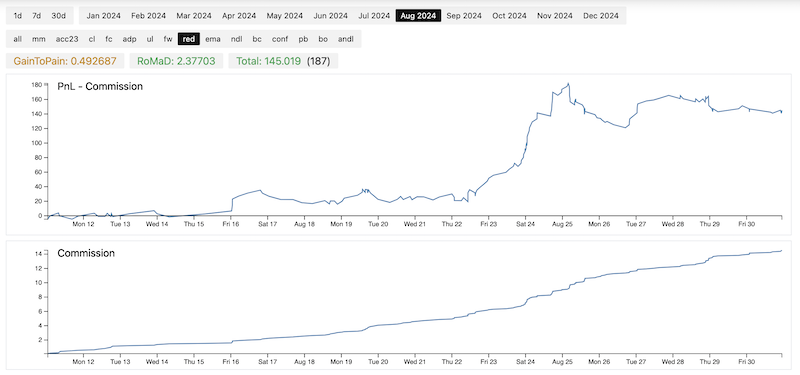 1d 7d 30d Jan 2024 Feb 2024 Mar 2024 Apr 2024 May 2024 Jun 2024 Jul 2024 Aug 2024 Sep 2024 Oct 2024 Nov 2024 Dec 2024
all mm acc23 cl fc adp ul fw red ema ndl bc conf pb bo andl
GainToPain: 0.492687 RoMaD: 2.37703 Total: 145.019 (187)
PnL - Commission
180
160
140
120
100
80
60
40
20
0
Mon 12 Tue 13 Wed 14 Thu 15 Fri 16 Sat 17 Aug 18 Mon 19 Tue 20 Wed 21 Thu 22 Fri 23 Sat 24 Aug 25 Mon 26 Tue 27 Wed 28 Thu 29 Fri 30
Commission
14
12
10
8
6
4
2
Mon 12 Tue 13 Wed 14 Thu 15 Fri 16 Sat 17 Aug 18 Mon 19 Tue 20 Wed 21 Thu 22 Fri 23 Sat 24 Aug 25 Mon 26 Tue 27 Wed 28 Thu 29 Fri 30